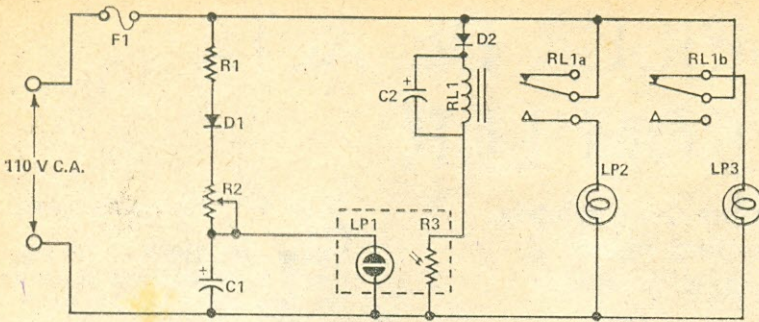 F1
R1
D2
RL1a
RL1b
C2
+
RL1
D1
110 V C.A.
R2
LP2
LP3
LP1
R3
+
C1